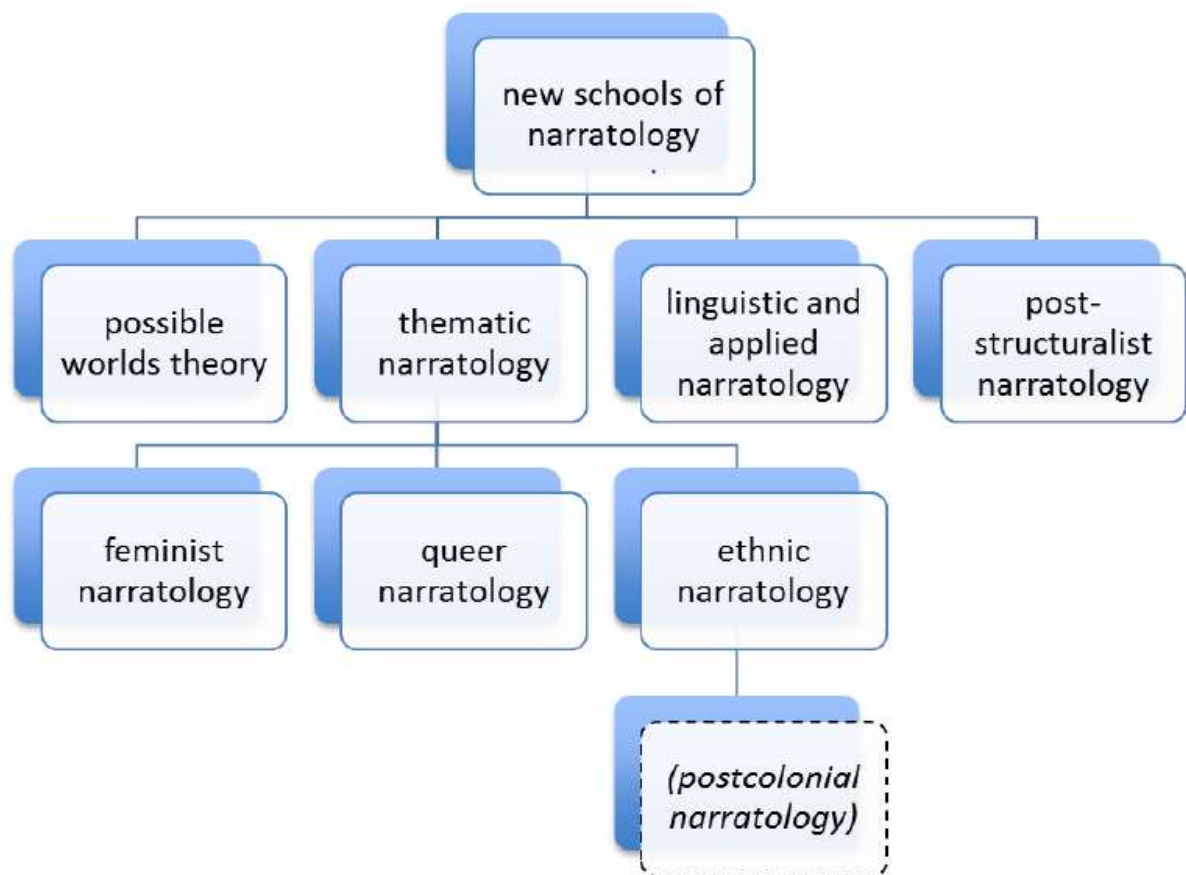 new schools of
narratology
possible
worlds theory
thematic
narratology
linguistic and
applied
narratology
post-
structuralist
narratology
feminist
narratology
queer
narratology
ethnic
narratology
(postcolonial
narratology)